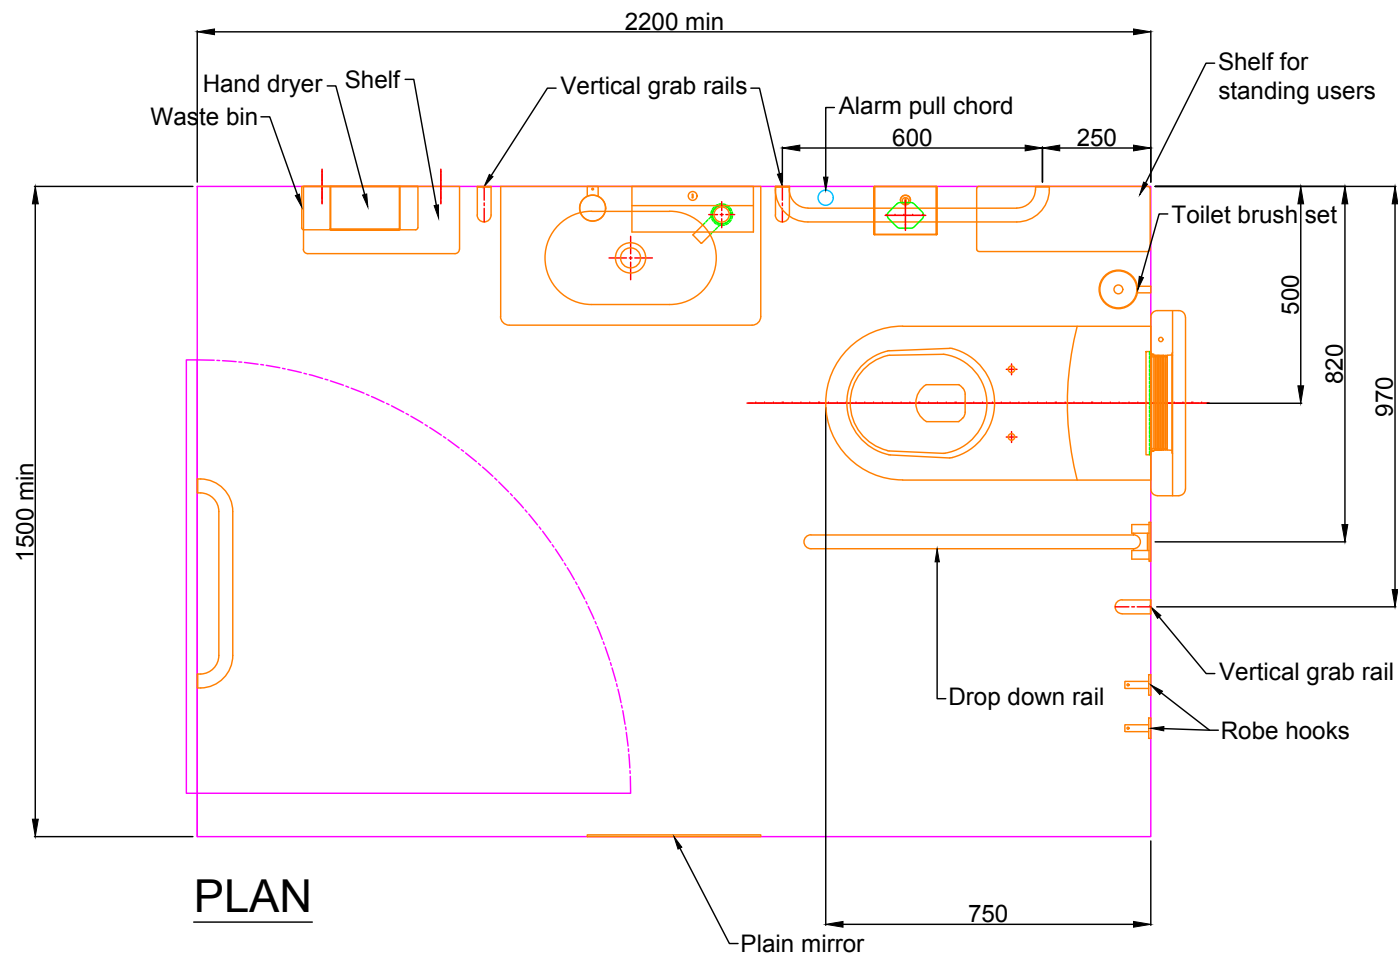 2200 min
Hand dryer
Shelf
Waste bin
Vertical grab rails
Alarm pull chord
600
250
Shelf for
standing users
Toilet brush set
500
820
970
1500 min
Vertical grab rail
Drop down rail
Robe hooks
PLAN
750
Plain mirror